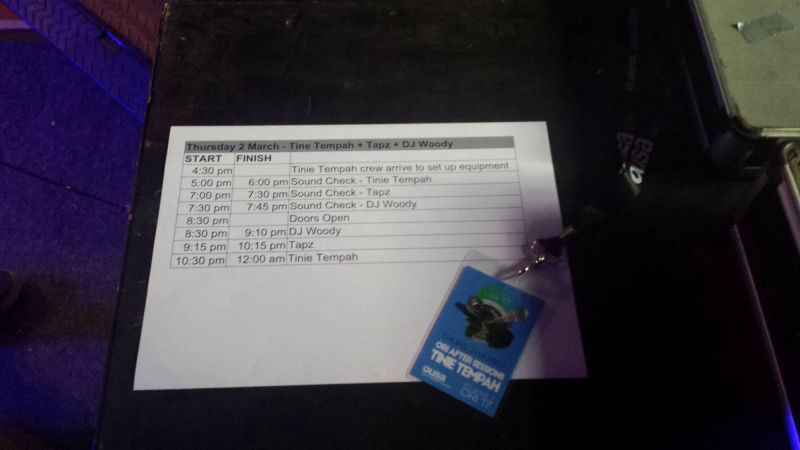 Thursday 2 March - Tine Tempah + Tapz + DJ Woody
START FINISH
4:30 pm Tinie Tempah crew arrive to set up equipment
5:00 pm 6:00 pm Sound Check - Tinie Tempah
7:00 pm 7:30 pm Sound Check - Tapz
7:30 pm 7:45 pm Sound Check - DJ Woody
8:30 pm Doors Open
8:30 pm 9:10 pm DJ Woody
9:15 pm 10:15 pm Tapz
10:30 pm 12:00 am Tinie Tempah
ORI AFTER SESSIONS
TINIE TEMPAH
ousa
ORI'17